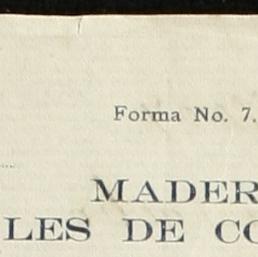 Forma No. 7.
MADER
LES DE CO